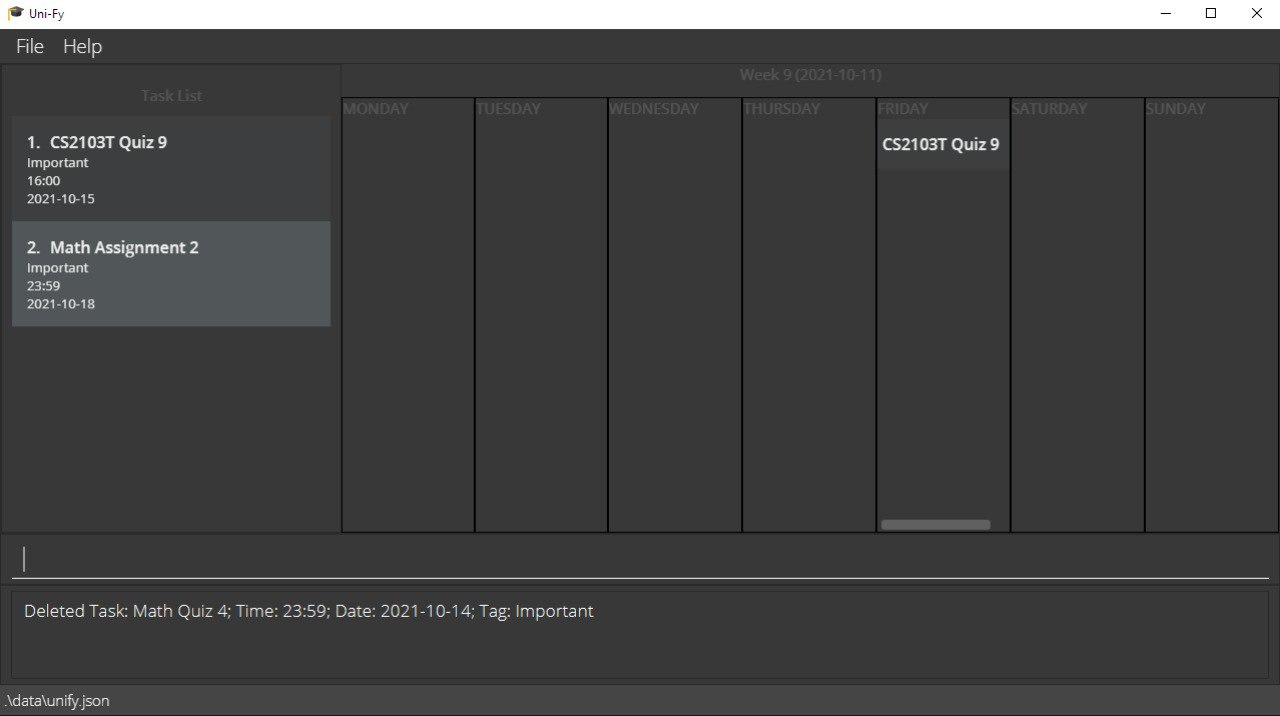 Uni-Fy
File Help
Task List
1. CS2103T Quiz 9
Important
16:00
2021-10-15
2. Math Assignment 2
Important
23:59
2021-10-18
Week 9 (2021-10-11)
MONDAY TUESDAY WEDNESDAY THURSDAY FRIDAY SATURDAY SUNDAY
CS2103T Quiz 9
Deleted Task: Math Quiz 4; Time: 23:59; Date: 2021-10-14; Tag: Important
.\data\unify.json